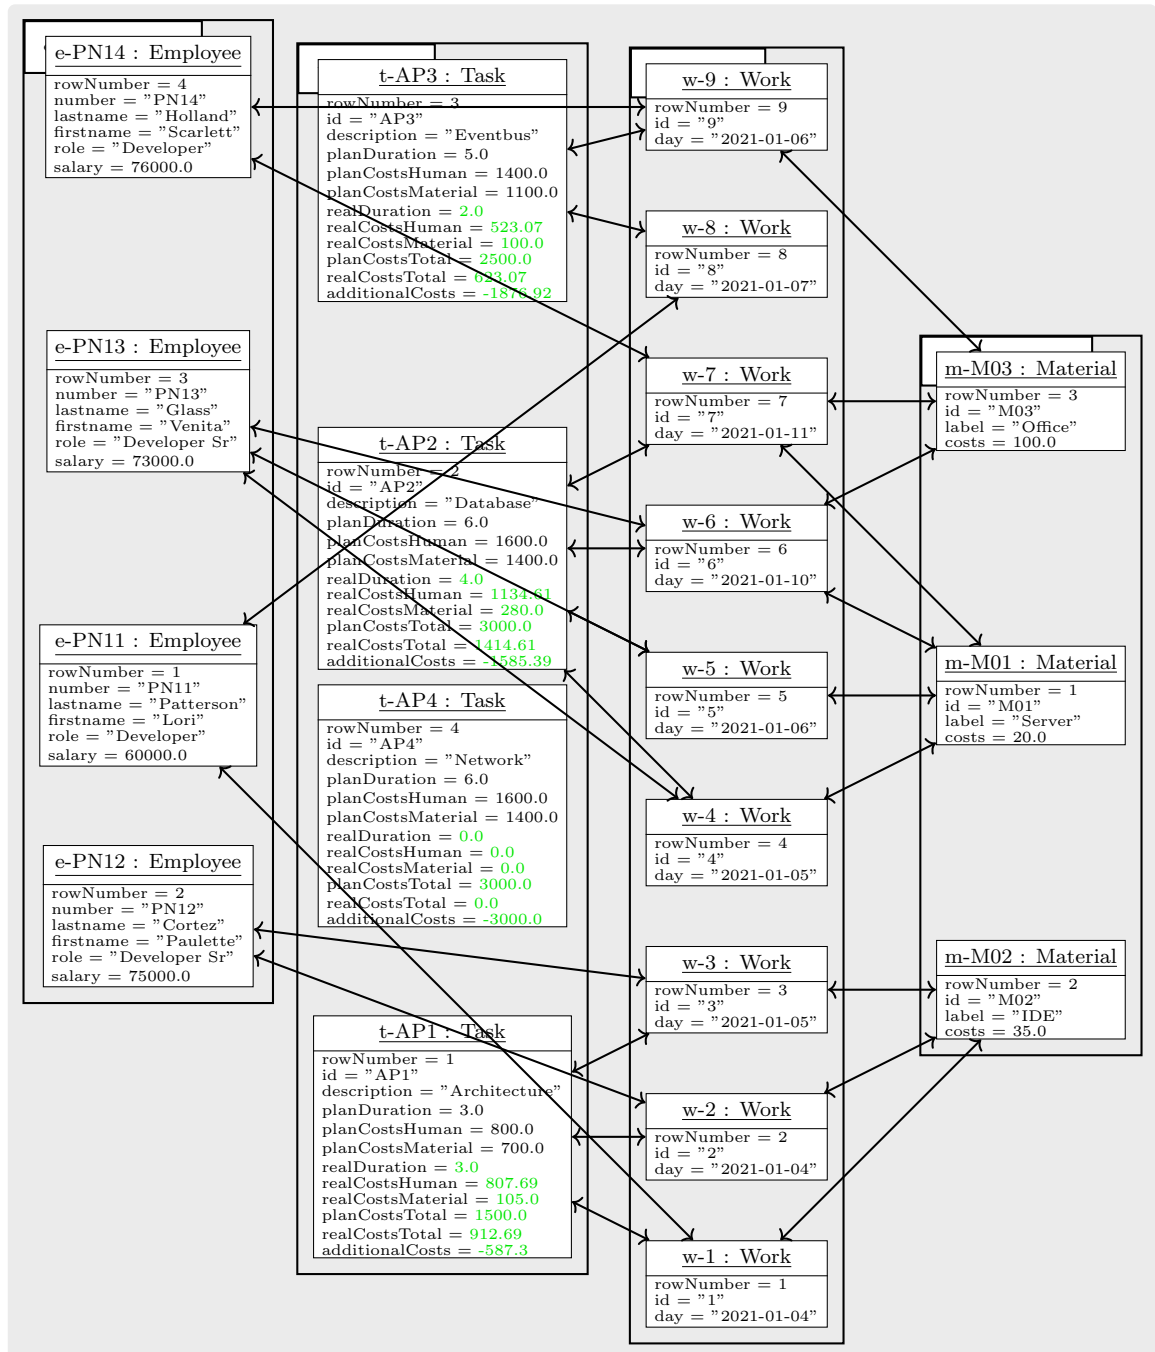 e-PN14 : Employee
rowNumber = 4
number = "PN14"
lastname = "Holland"
firstname = "Scarlett"
role = "Developer"
salary = 76000.0
e-PN13 : Employee
rowNumber = 3
number = "PN13"
lastname = "Glass"
firstname = "Venita"
role = "Developer Sr"
salary = 73000.0
e-PN11 : Employee
rowNumber = 1
number = "PN11"
lastname = "Patterson"
firstname = "Lori"
role = "Developer"
salary = 60000.0
e-PN12 : Employee
rowNumber = 2
number = "PN12"
lastname = "Cortez"
firstname = "Paulette"
role = "Developer Sr"
salary = 75000.0
t-AP3 : Task
rowNumber = 3
id = "AP3"
description = "Eventbus"
planDuration = 5.0
planCostsHuman = 1400.0
planCostsMaterial = 1100.0
realDuration = 2.0
realCostsHuman = 523.07
realCostsMaterial = 100.0
planCostsTotal = 2500.0
realCostsTotal = 623.07
additionalCosts = -1876.92
t-AP2 : Task
rowNumber = 2
id = "AP2"
description = "Database"
planDuration = 6.0
planCostsHuman = 1600.0
planCostsMaterial = 1400.0
realDuration = 4.0
realCostsHuman = 1134.61
realCostsMaterial = 280.0
planCostsTotal = 3000.0
realCostsTotal = 1414.61
additionalCosts = -1585.39
t-AP4 : Task
rowNumber = 4
id = "AP4"
description = "Network"
planDuration = 6.0
planCostsHuman = 1600.0
planCostsMaterial = 1400.0
realDuration = 0.0
realCostsHuman = 0.0
realCostsMaterial = 0.0
planCostsTotal = 3000.0
realCostsTotal = 0.0
additionalCosts = -3000.0
t-AP1 : Task
rowNumber = 1
id = "AP1"
description = "Architecture"
planDuration = 3.0
planCostsHuman = 800.0
planCostsMaterial = 700.0
realDuration = 3.0
realCostsHuman = 807.69
realCostsMaterial = 105.0
planCostsTotal = 1500.0
realCostsTotal = 912.69
additionalCosts = -587.3
w-9 : Work
rowNumber = 9
id = "9"
day = "2021-01-06"
w-8 : Work
rowNumber = 8
id = "8"
day = "2021-01-07"
w-7 : Work
rowNumber = 7
id = "7"
day = "2021-01-11"
w-6 : Work
rowNumber = 6
id = "6"
day = "2021-01-10"
w-5 : Work
rowNumber = 5
id = "5"
day = "2021-01-06"
w-4 : Work
rowNumber = 4
id = "4"
day = "2021-01-05"
w-3 : Work
rowNumber = 3
id = "3"
day = "2021-01-05"
w-2 : Work
rowNumber = 2
id = "2"
day = "2021-01-04"
w-1 : Work
rowNumber = 1
id = "1"
day = "2021-01-04"
m-M03 : Material
rowNumber = 3
id = "M03"
label = "Office"
costs = 100.0
m-M01 : Material
rowNumber = 1
id = "M01"
label = "Server"
costs = 20.0
m-M02 : Material
rowNumber = 2
id = "M02"
label = "IDE"
costs = 35.0